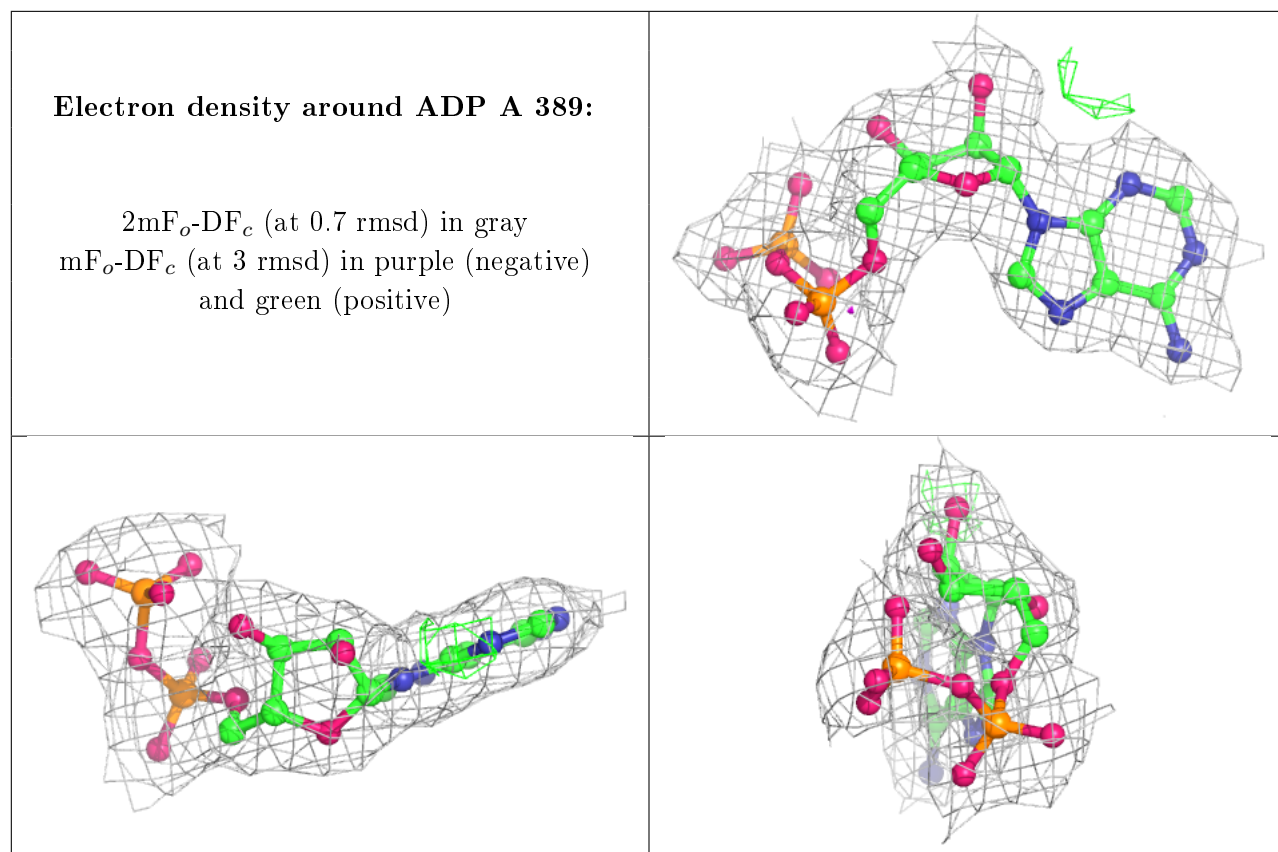 Electron density around ADP A 389:
2mFo-DFc (at 0.7 rmsd) in gray
mFo-DFc (at 3 rmsd) in purple (negative)
and green (positive)